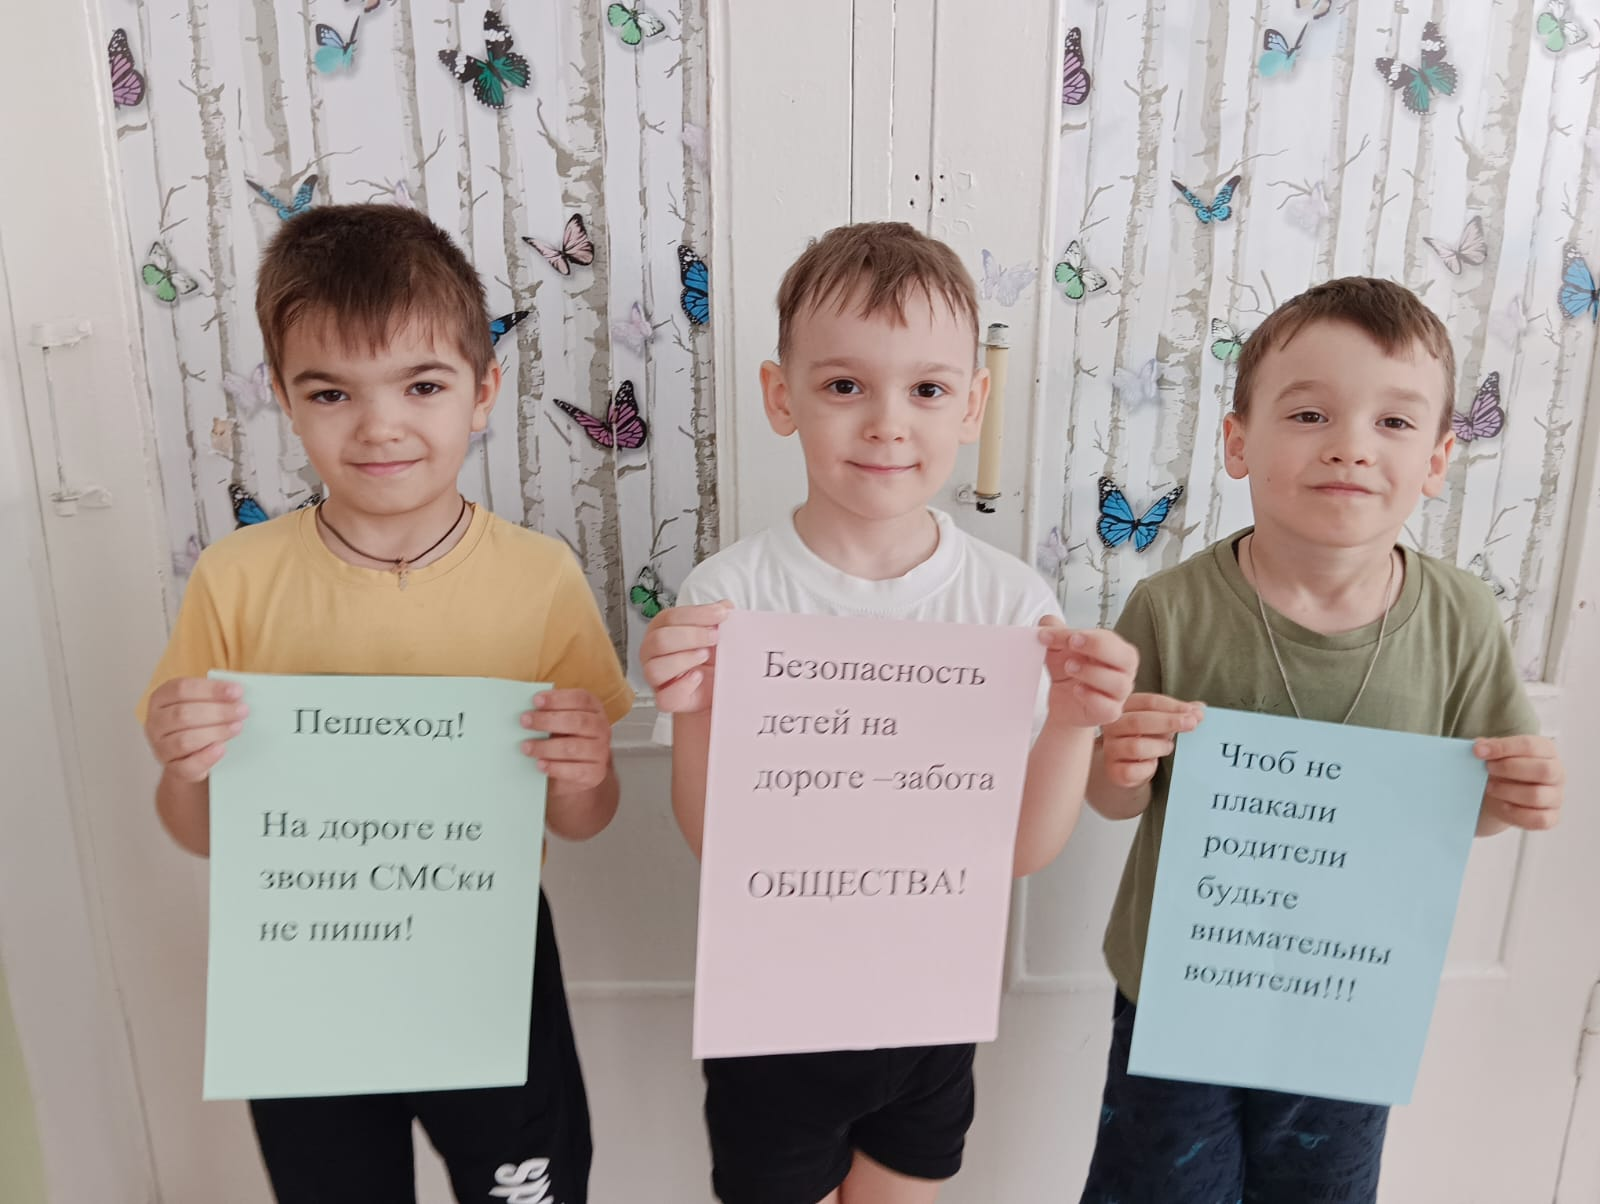 Пешеход!
На дороге не
звони СМСки
не пиши!
Безопасность
детей на
дороге –забота
ОБЩЕСТВА!
Чтоб не
плакали
родители
будьте
внимательны
водители!!!